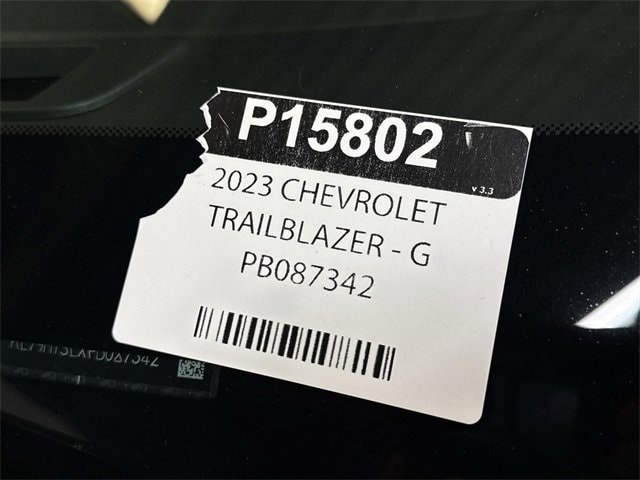 P15802
v 3.3
2023 CHEVROLET
TRAILBLAZER - G
PB087342